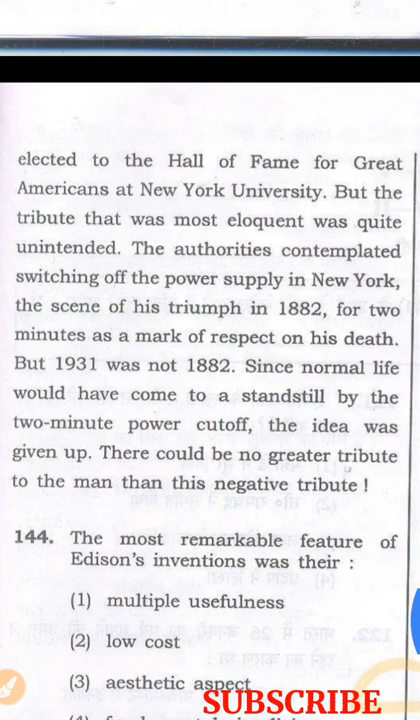 elected to the Hall of Fame for Great
Americans at New York University. But the
tribute that was most eloquent was quite
unintended. The authorities contemplated
switching off the power supply in New York,
the scene of his triumph in 1882, for two
minutes as a mark of respect on his death.
But 1931 was not 1882. Since normal life
would have come to a standstill by the
two-minute power cutoff, the idea was
given up. There could be no greater tribute
to the man than this negative tribute !
144. The most remarkable feature of
Edison's inventions was their :
(1) multiple usefulness
(2) low cost
(3) aesthetic aspect
SUBSCRIBE